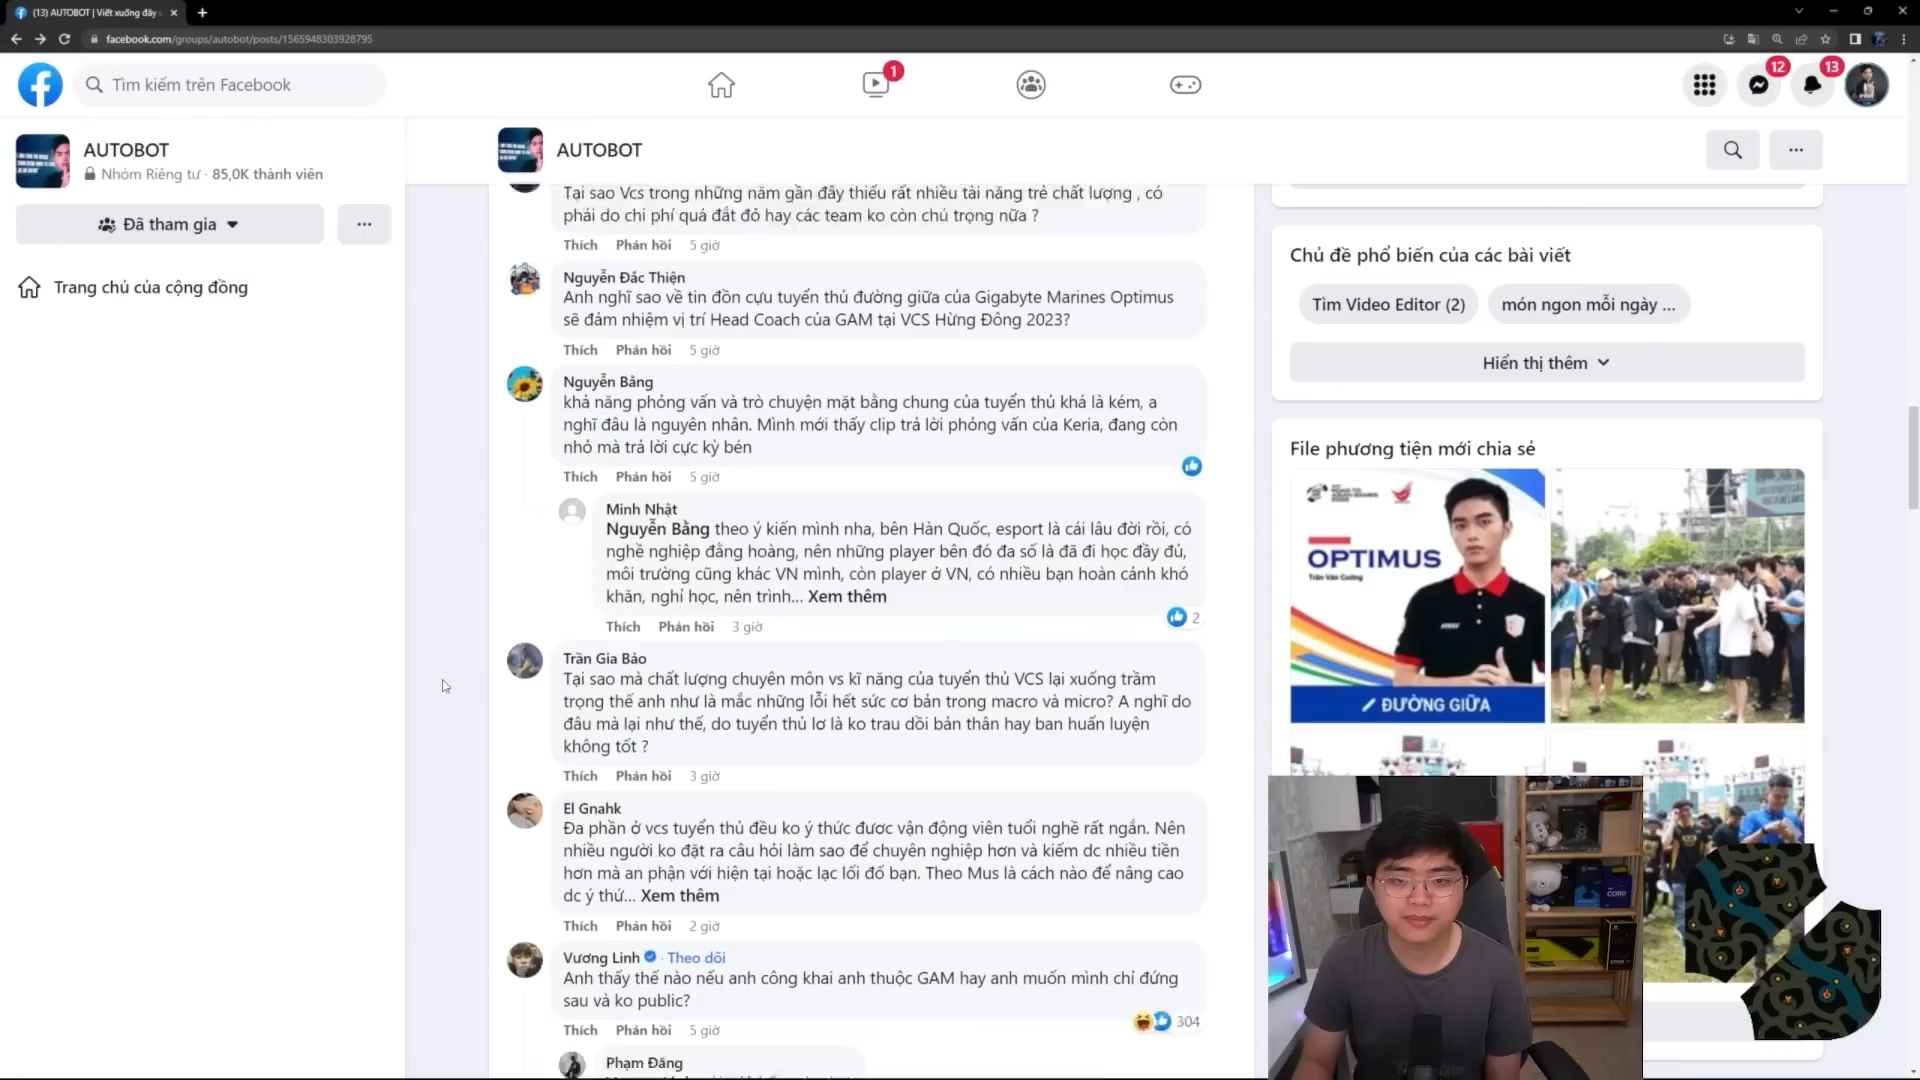 (13) AUTOBOT | Viết xuống đây
facebook.com/groups/autobot/posts/1565948303928795
Tìm kiếm trên Facebook
1
12
13
AUTOBOT
Nhóm Riêng tư · 85,0K thành viên
Đã tham gia
Trang chủ của cộng đồng
AUTOBOT
Tại sao Vcs trong những năm gần đây thiếu rất nhiều tài năng trẻ chất lượng , có
phải do chi phí quá đắt đỏ hay các team ko còn chú trọng nữa ?
Thích Phản hồi 5 giờ
Nguyễn Đắc Thiện
Anh nghĩ sao về tin đồn cựu tuyển thủ đường giữa của Gigabyte Marines Optimus
sẽ đảm nhiệm vị trí Head Coach của GAM tại VCS Hừng Đông 2023?
Thích Phản hồi 5 giờ
Nguyễn Bằng
khả năng phỏng vấn và trò chuyện mặt bằng chung của tuyển thủ khá là kém, a
nghĩ đâu là nguyên nhân. Mình mới thấy clip trả lời phỏng vấn của Keria, đang còn
nhỏ mà trả lời cực kỳ bén
Thích Phản hồi 5 giờ
Minh Nhật
Nguyễn Bằng theo ý kiến mình nha, bên Hàn Quốc, esport là cái lâu đời rồi, có
nghề nghiệp đằng hoàng, nên những player bên đó đa số là đã đi học đầy đủ,
môi trường cũng khác VN mình, còn player ở VN, có nhiều bạn hoàn cảnh khó
khăn, nghỉ học, nên trình... Xem thêm
2
Thích Phản hồi 3 giờ
Trần Gia Bảo
Tại sao mà chất lượng chuyên môn vs kĩ năng của tuyển thủ VCS lại xuống trầm
trọng thế anh như là mắc những lỗi hết sức cơ bản trong macro và micro? A nghĩ do
đâu mà lại như thế, do tuyển thủ lơ là ko trau dồi bản thân hay ban huấn luyện
không tốt ?
Thích Phản hồi 3 giờ
El Gnahk
Đa phần ở vcs tuyển thủ đều ko ý thức đươc vận động viên tuổi nghề rất ngắn. Nên
nhiều người ko đặt ra câu hỏi làm sao để chuyên nghiệp hơn và kiếm dc nhiều tiền
hơn mà an phận với hiện tại hoặc lạc lối đố bạn. Theo Mus là cách nào để nâng cao
dc ý thứ... Xem thêm
Thích Phản hồi 2 giờ
Vương Linh · Theo dõi
Anh thấy thế nào nếu anh công khai anh thuộc GAM hay anh muốn mình chỉ đứng
sau và ko public?
304
Thích Phản hồi 5 giờ
Phạm Đăng
Chủ đề phổ biến của các bài viết
Tìm Video Editor (2)
món ngon mỗi ngày ...
Hiển thị thêm
File phương tiện mới chia sẻ
OPTIMUS
Trần Văn Cường
ĐƯỜNG GIỮA
CORE